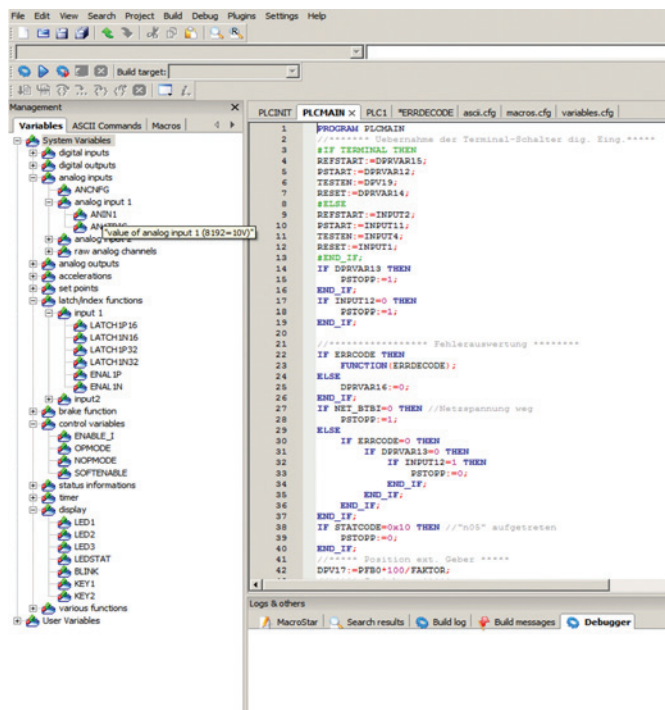 File Edit View Search Project Build Debug Plugins Settings Help
Build target:
Management
Variables ASCII Commands Macros
System Variables
digital inputs
digital outputs
analog inputs
ANCNFG
analog input 1
ANIN1
"value of analog input 1 (8192=10V)"
raw analog channels
analog outputs
accelerations
set points
latch/index functions
input 1
LATCH1P16
LATCH1N16
LATCH1P32
LATCH1N32
ENAL1P
ENAL1N
input2
brake function
control variables
ENABLE_I
OPMODE
NOPMODE
SOFTENABLE
status informations
timer
display
LED1
LED2
LED3
LEDSTAT
BLINK
KEY1
KEY2
various functions
User Variables
PLCINIT PLCMAIN PLC1 *ERRDECODE ascii.cfg macros.cfg variables.cfg
1 PROGRAM PLCMAIN
2 //******* Uebernahme der Terminal-Schalter dig. Eing.*****
3 #IF TERMINAL THEN
4 REFSTART:=DPRVAR15;
5 PSTART:=DPRVAR12;
6 TESTEN:=DPV19;
7 RESET:=DPRVAR14;
8 #ELSE
9 REFSTART:=INPUT2;
10 PSTART:=INPUT11;
11 TESTEN:=INPUT4;
12 RESET:=INPUT1;
13 #END_IF;
14 IF DPRVAR13 THEN
15 PSTOPP:=1;
16 END_IF;
17 IF INPUT12=0 THEN
18 PSTOPP:=1;
19 END_IF;
20
21 //**************** Fehlerauswertung ********
22 IF ERRCODE THEN
23 FUNCTION(ERRDECODE);
24 ELSE
25 DPRVAR16:=0;
26 END_IF;
27 IF NET_BTBI=0 THEN //Netzspannung weg
28 PSTOPP:=1;
29 ELSE
30 IF ERRCODE=0 THEN
31 IF DPRVAR13=0 THEN
32 IF INPUT12=1 THEN
33 PSTOPP:=0;
34 END_IF;
35 END_IF;
36 END_IF;
37 END_IF;
38 IF STATCODE=0x10 THEN //"n05" aufgetreten
39 PSTOPP:=0;
40 END_IF;
41 //***** Position ext. Geber *****
42 DPV17:=PFB0*100/FAKTOR;
Logs & others
MacroStar Search results Build log Build messages Debugger